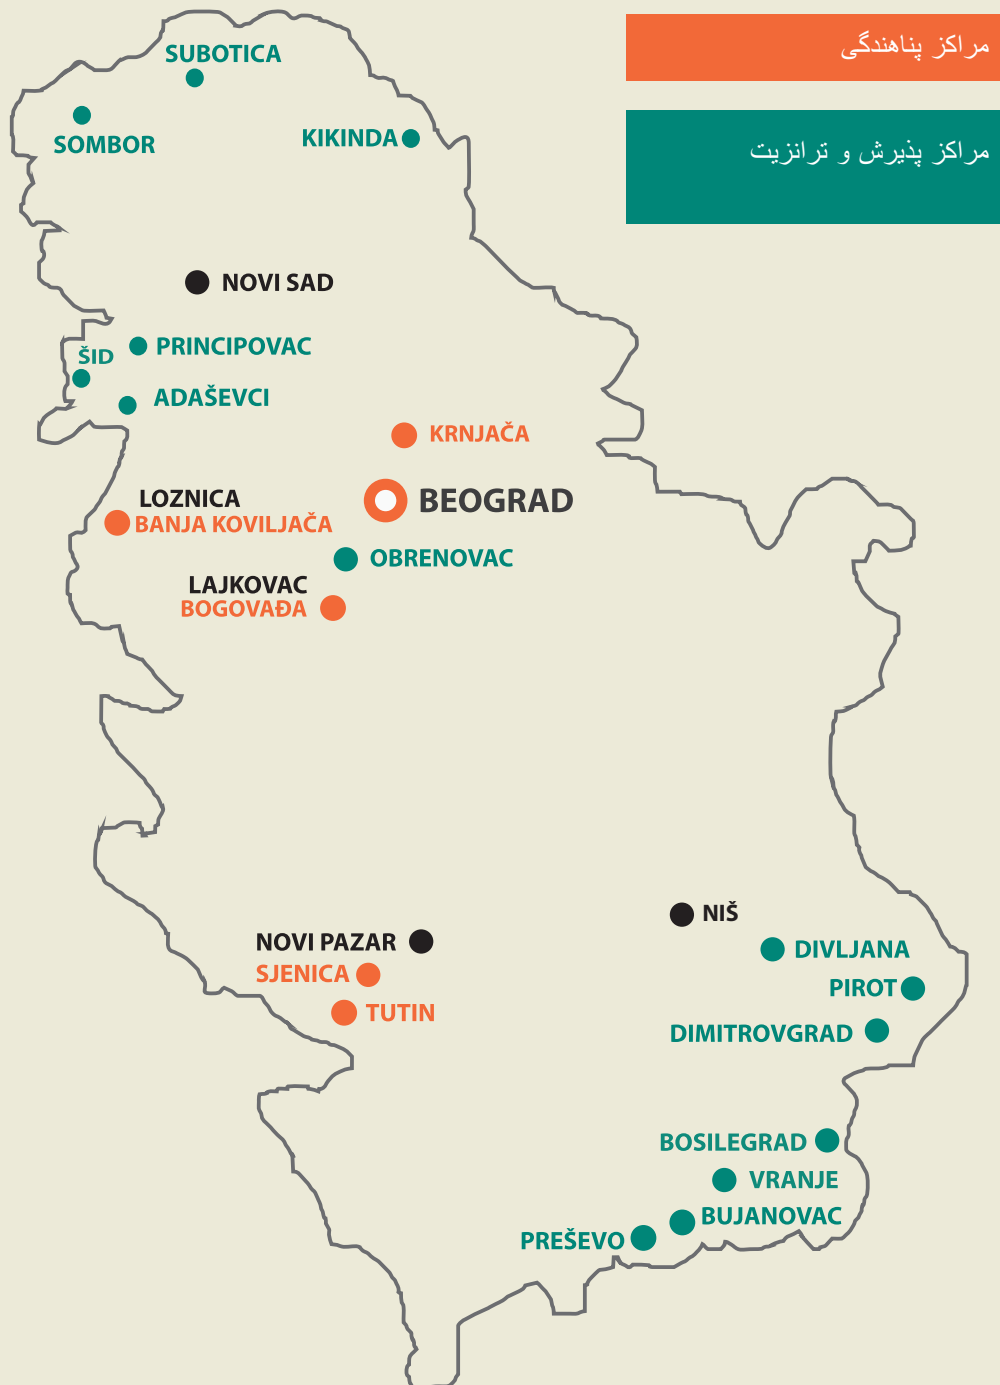 مراکز پناهندگی
SUBOTICA
SOMBOR
KIKINDA
مراکز پذیرش و ترانزیت
NOVI SAD
PRINCIPOVAC
ŠID
ADAŠEVCI
KRNJAČA
LOZNICA
BEOGRAD
BANJA KOVILJAČA
OBRENOVAC
LAJKOVAC
BOGOVAĐA
NIŠ
NOVI PAZAR
DIVLJANA
SJENICA
PIROT
TUTIN
DIMITROVGRAD
BOSILEGRAD
VRANJE
BUJANOVAC
PREŠEVO